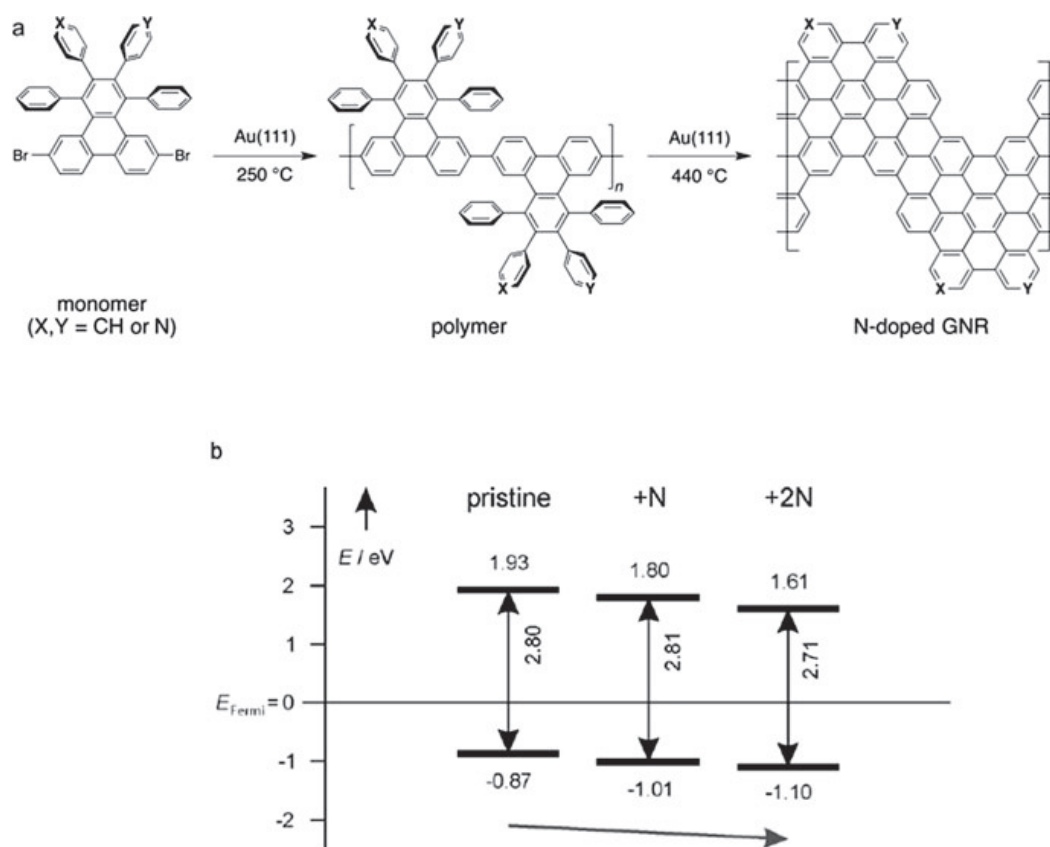 a
X Y
Br Br
Au(111)
250 °C
monomer
(X,Y = CH or N)
X Y
n
X Y
polymer
Au(111)
440 °C
X Y
X Y
N-doped GNR
b
pristine +N +2N
E / eV
3
2
1
E Fermi = 0
-1
-2
1.93 1.80 1.61
2.80 2.81 2.71
-0.87 -1.01 -1.10